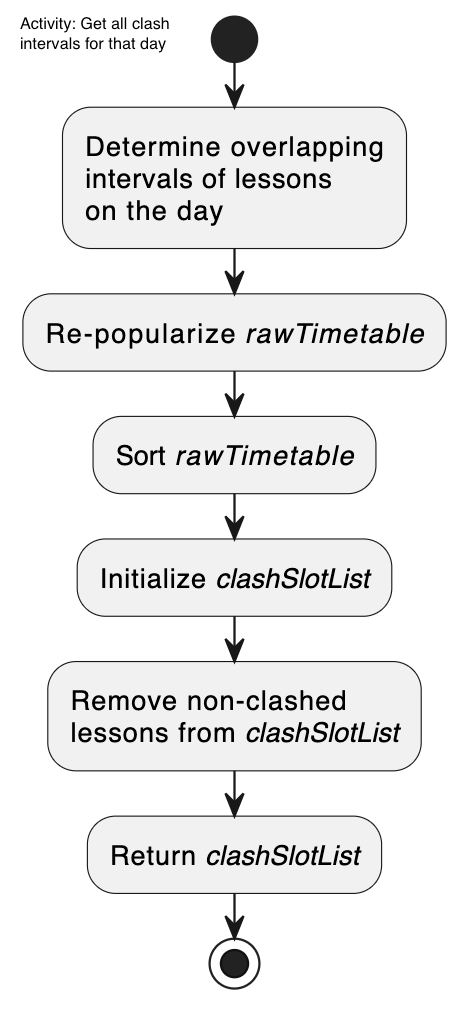 Activity: Get all clash
intervals for that day
Determine overlapping
intervals of lessons
on the day
Re-popularize rawTimetable
Sort rawTimetable
Initialize clashSlotList
Remove non-clashed
lessons from clashSlotList
Return clashSlotList